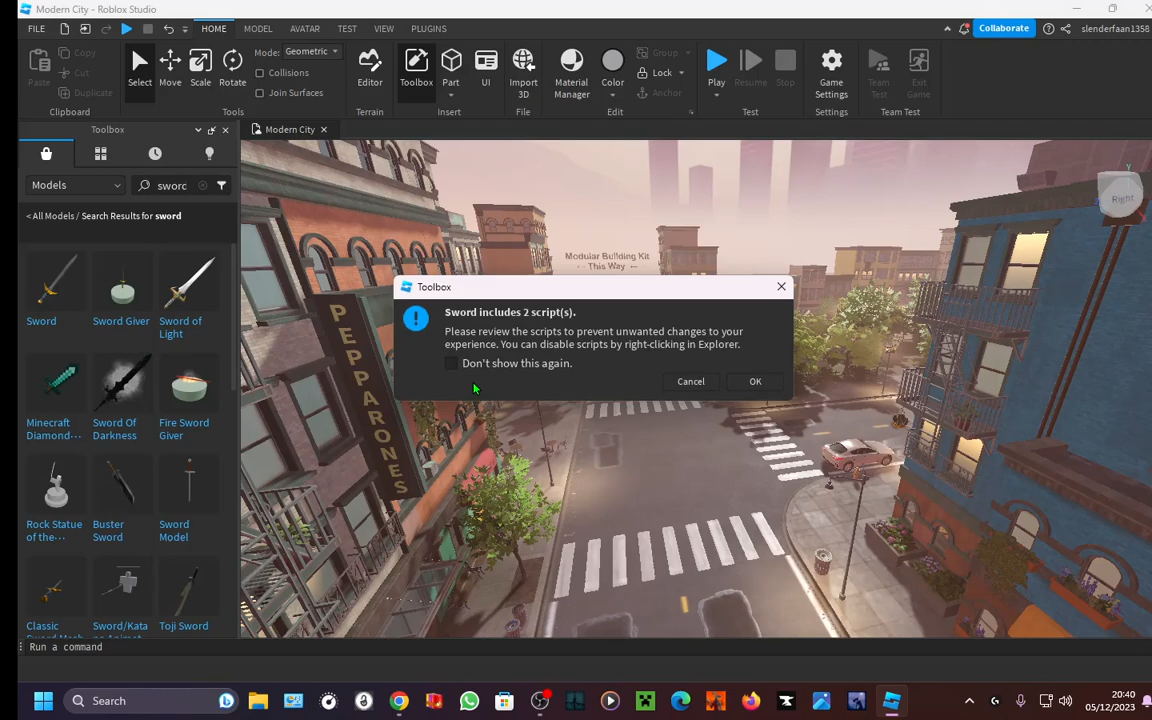 Modern City - Roblox Studio
FILE
HOME
MODEL
AVATAR
TEST
VIEW
PLUGINS
Collaborate
slenderfaan1358
Paste
Copy
Cut
Duplicate
Clipboard
Select
Move
Scale
Rotate
Mode: Geometric
Collisions
Join Surfaces
Tools
Editor
Terrain
Toolbox
Part
UI
Insert
Import
3D
File
Material
Manager
Color
Group
Lock
Anchor
Edit
Play
Resume
Stop
Test
Game
Settings
Settings
Team
Test
Exit
Game
Team Test
Toolbox
Modern City
Models
sword
< All Models / Search Results for sword
Sword
Sword Giver
Sword of
Light
Minecraft
Diamond···
Sword Of
Darkness
Fire Sword
Giver
Rock Statue
of the···
Buster
Sword
Sword
Model
Classic
Sword Mesh
Sword/Kata
na Animat
Toji Sword
Modular Building Kit
← This Way ←
PEPPARONES
Right
Y
Toolbox
Sword includes 2 script(s).
Please review the scripts to prevent unwanted changes to your
experience. You can disable scripts by right-clicking in Explorer.
Don't show this again.
Cancel
OK
Run a command
Search
20:40
05/12/2023